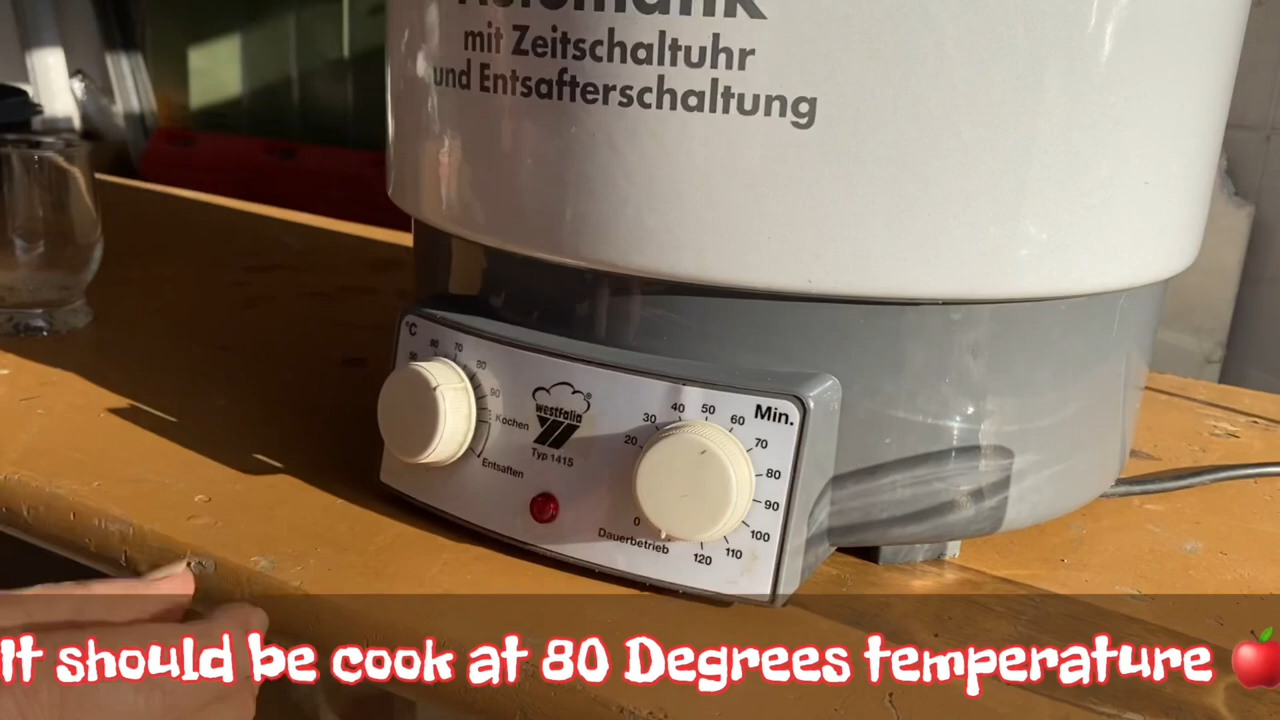 Automatik
mit Zeitschaltuhr
und Entsafterschaltung
°C
50
60
70
80
90
Kochen
Entsaften
westfalia
®
Typ 1415
Min.
0
20
30
40
50
60
70
80
90
100
110
120
Dauerbetrieb
It should be cook at 80 Degrees temperature